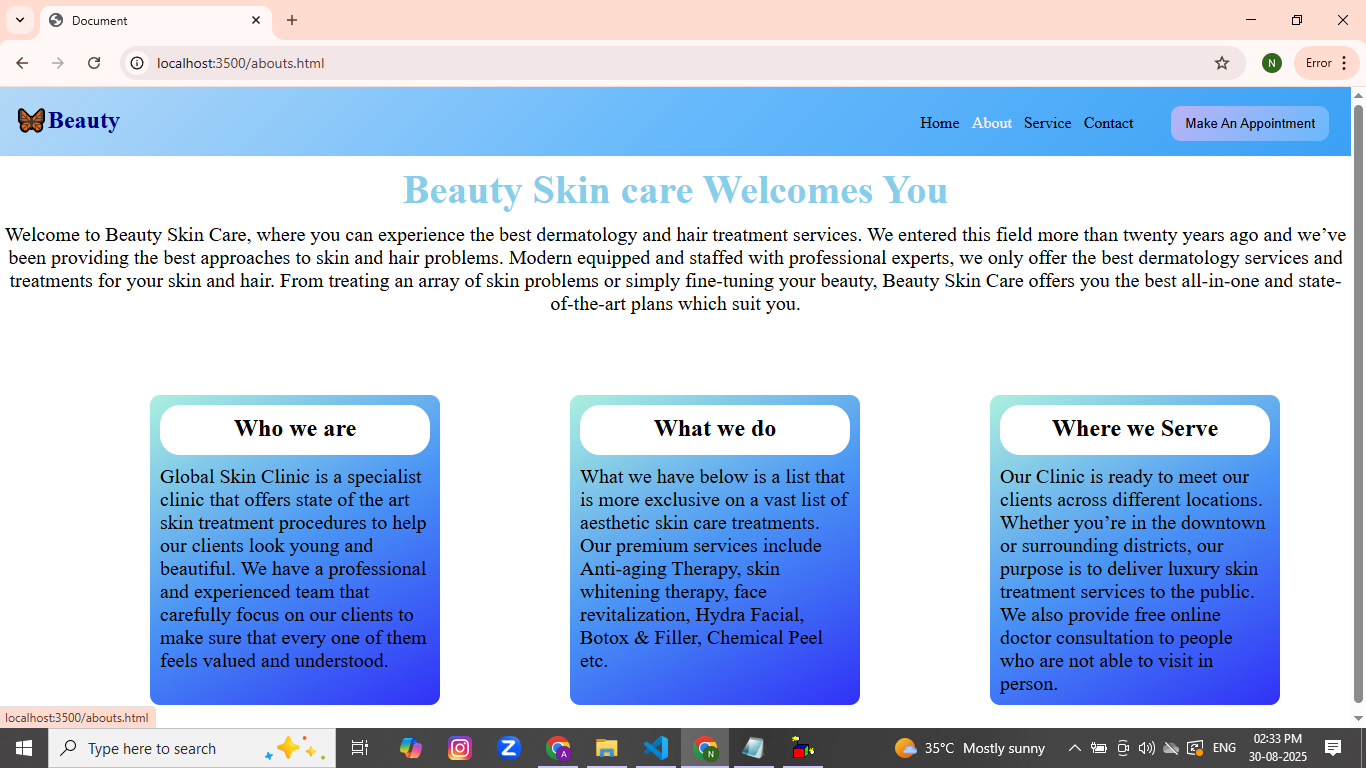 Document
localhost:3500/abouts.html
N
Error
Beauty
Home About Service Contact Make An Appointment
Beauty Skin care Welcomes You
Welcome to Beauty Skin Care, where you can experience the best dermatology and hair treatment services. We entered this field more than twenty years ago and we’ve
been providing the best approaches to skin and hair problems. Modern equipped and staffed with professional experts, we only offer the best dermatology services and
treatments for your skin and hair. From treating an array of skin problems or simply fine-tuning your beauty, Beauty Skin Care offers you the best all-in-one and state-
of-the-art plans which suit you.
Who we are
Global Skin Clinic is a specialist
clinic that offers state of the art
skin treatment procedures to help
our clients look young and
beautiful. We have a professional
and experienced team that
carefully focus on our clients to
make sure that every one of them
feels valued and understood.
What we do
What we have below is a list that
is more exclusive on a vast list of
aesthetic skin care treatments.
Our premium services include
Anti-aging Therapy, skin
whitening therapy, face
revitalization, Hydra Facial,
Botox & Filler, Chemical Peel
etc.
Where we Serve
Our Clinic is ready to meet our
clients across different locations.
Whether you’re in the downtown
or surrounding districts, our
purpose is to deliver luxury skin
treatment services to the public.
We also provide free online
doctor consultation to people
who are not able to visit in
person.
localhost:3500/abouts.html
Type here to search
A
N
35°C Mostly sunny
ENG
02:33 PM
30-08-2025